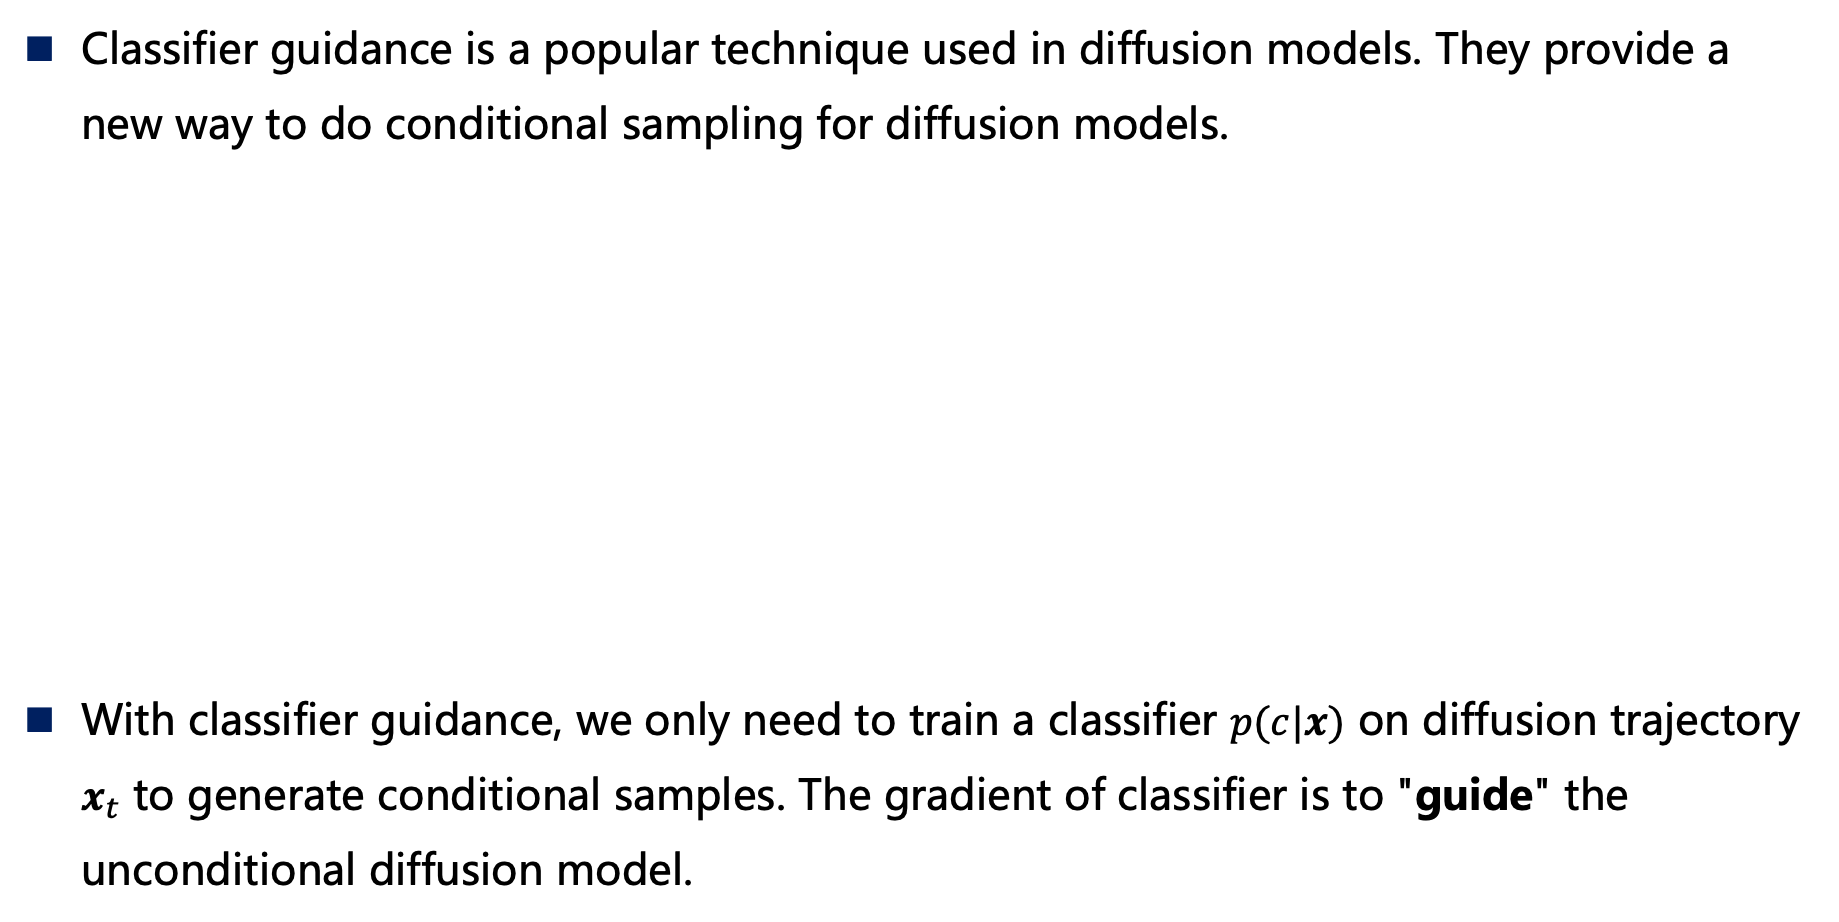 ■ Classifier guidance is a popular technique used in diffusion models. They provide a
new way to do conditional sampling for diffusion models.
■ With classifier guidance, we only need to train a classifier p(c|x) on diffusion trajectory
xₜ to generate conditional samples. The gradient of classifier is to "guide" the
unconditional diffusion model.